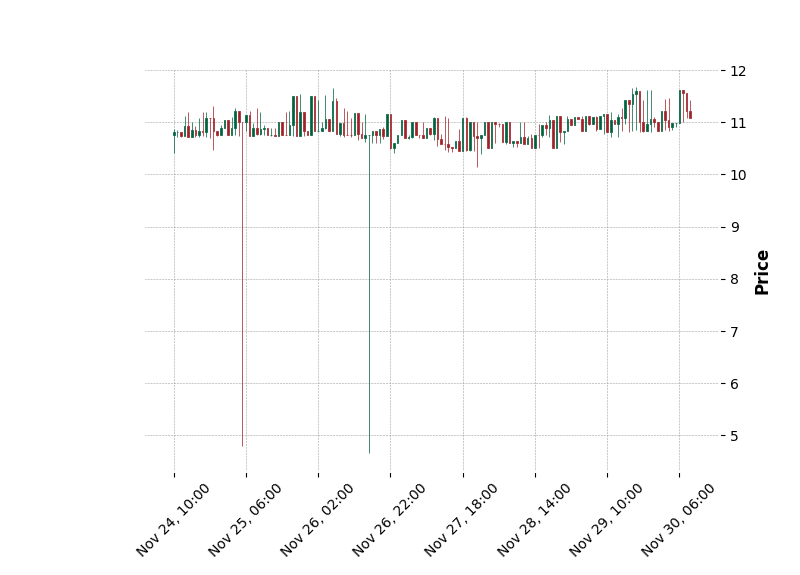 12
11
10
9
8
7
6
5
Price
Nov 24, 10:00
Nov 25, 06:00
Nov 26, 02:00
Nov 26, 22:00
Nov 27, 18:00
Nov 28, 14:00
Nov 29, 10:00
Nov 30, 06:00